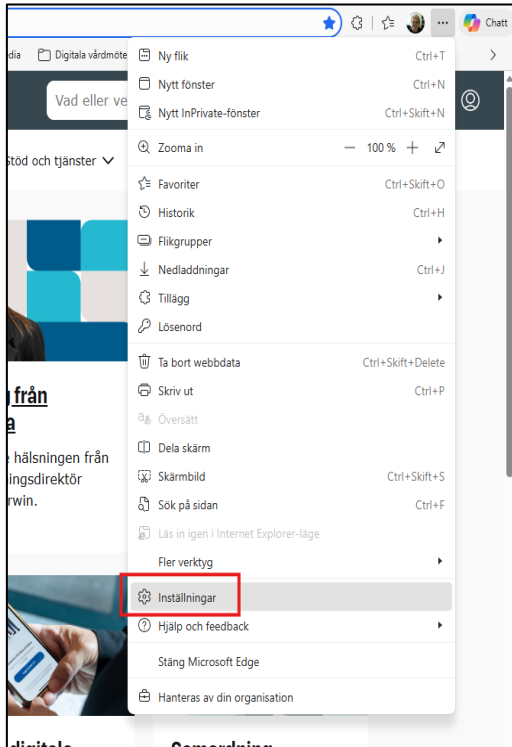 Chatt
dia
Digitala vårdmöte
Vad eller ve
Stöd och tjänster
Ny flik Ctrl+T
Nytt fönster Ctrl+N
Nytt InPrivate-fönster Ctrl+Skift+N
Zooma in 100 %
Favoriter Ctrl+Skift+O
Historik Ctrl+H
Flikgrupper
Nedladdningar Ctrl+J
Tillägg
Lösenord
Ta bort webbdata Ctrl+Skift+Delete
Skriv ut Ctrl+P
Översätt
Dela skärm
Skärmbild Ctrl+Skift+S
Sök på sidan Ctrl+F
Läs in igen i Internet Explorer-läge
Fler verktyg
Inställningar
Hjälp och feedback
Stäng Microsoft Edge
Hanteras av din organisation
från
a
hälsningen från
ingsdirektör
rwin.
digitala
Samordning